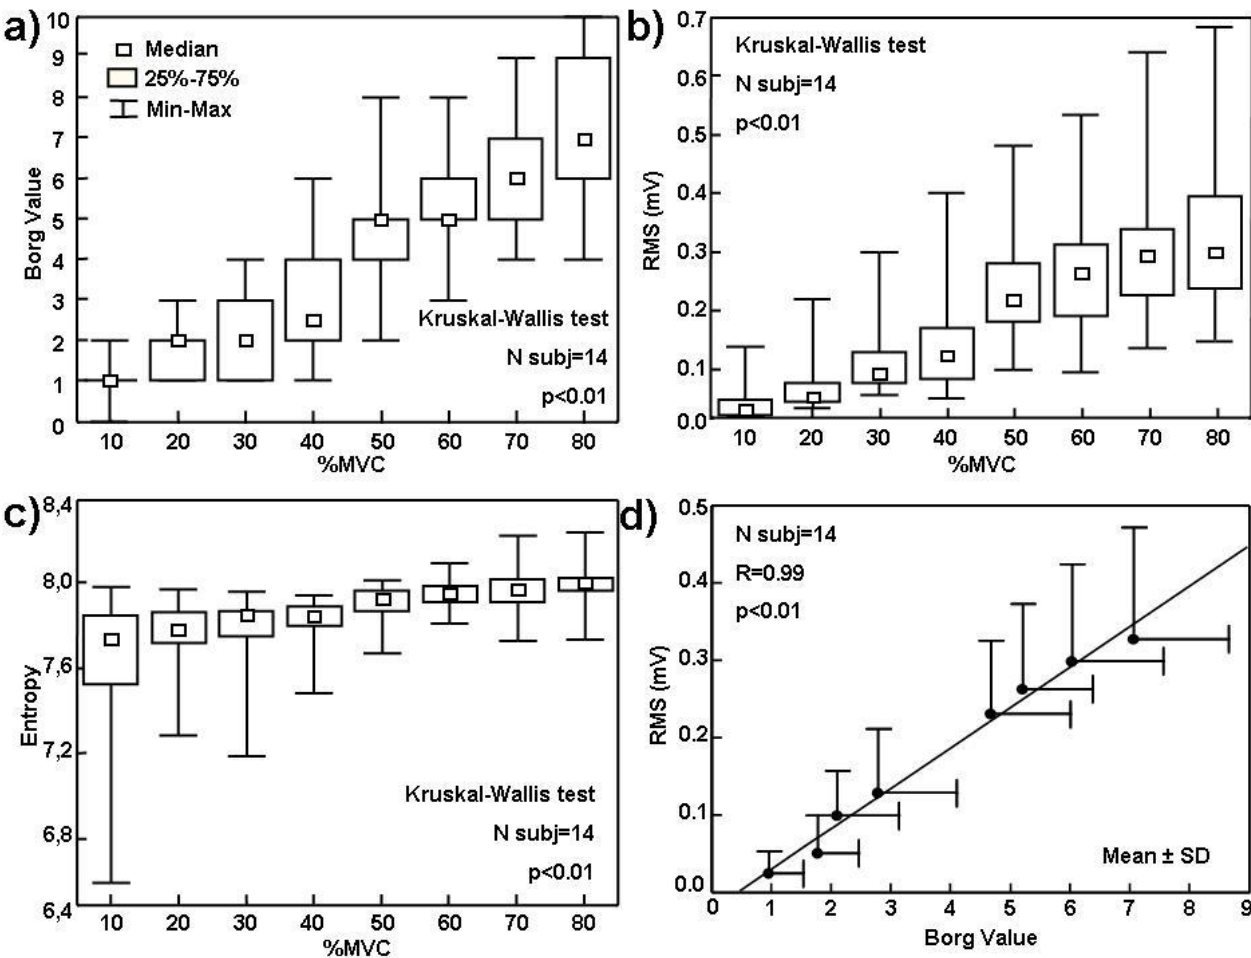 a)
10
9
8
7
6
5
4
3
2
1
0
Borg Value
Median
25%-75%
Min-Max
Kruskal-Wallis test
N subj=14
p<0.01
10 20 30 40 50 60 70 80
%MVC
b)
0.7
0.6
0.5
0.4
0.3
0.2
0.1
0.0
RMS (mV)
Kruskal-Wallis test
N subj=14
p<0.01
10 20 30 40 50 60 70 80
%MVC
c)
8,4
8,0
7,6
7,2
6,8
6,4
Entropy
Kruskal-Wallis test
N subj=14
p<0.01
10 20 30 40 50 60 70 80
%MVC
d)
0.5
0.4
0.3
0.2
0.1
0.0
RMS (mV)
N subj=14
R=0.99
p<0.01
Mean ± SD
0 1 2 3 4 5 6 7 8 9
Borg Value